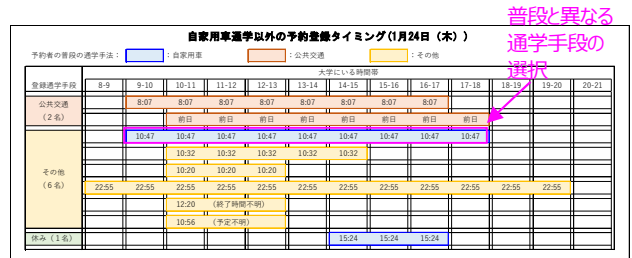 普段と異なる
通学手段の
選択
自家用車通学以外の予約登録タイミング(1月24日（木）)
予約者の普段の通学手法： ：自家用車 ：公共交通 ：その他
大学にいる時間帯
登録通学手段 8-9 9-10 10-11 11-12 12-13 13-14 14-15 15-16 16-17 17-18 18-19 19-20 20-21
公共交通
（2名）
8:07 8:07 8:07 8:07 8:07 8:07 8:07 8:07
前日 前日 前日 前日 前日 前日 前日 前日
その他
（6名）
10:47 10:47 10:47 10:47 10:47 10:47 10:47 10:47 10:47
10:32 10:32 10:32 10:32 10:32
10:20 10:20 10:20
22:55 22:55 22:55 22:55 22:55 22:55 22:55 22:55 22:55 22:55 22:55 22:55
12:20 （終了時間不明）
10:56 （予定不明）
休み（1名） 15:24 15:24 15:24